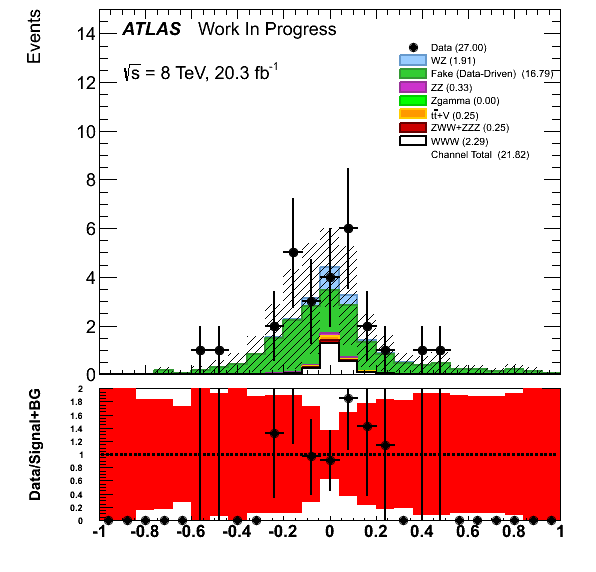 Events
ATLAS Work In Progress
√s = 8 TeV, 20.3 fb-1
Data (27.00)
WZ (1.91)
Fake (Data-Driven) (16.79)
ZZ (0.33)
Zgamma (0.00)
tt̄+V (0.25)
ZWW+ZZZ (0.25)
WWW (2.29)
Channel Total (21.82)
14
12
10
8
6
4
2
0
Data/Signal+BG
2
1.8
1.6
1.4
1.2
1
0.8
0.6
0.4
0.2
0
-1 -0.8 -0.6 -0.4 -0.2 0 0.2 0.4 0.6 0.8 1